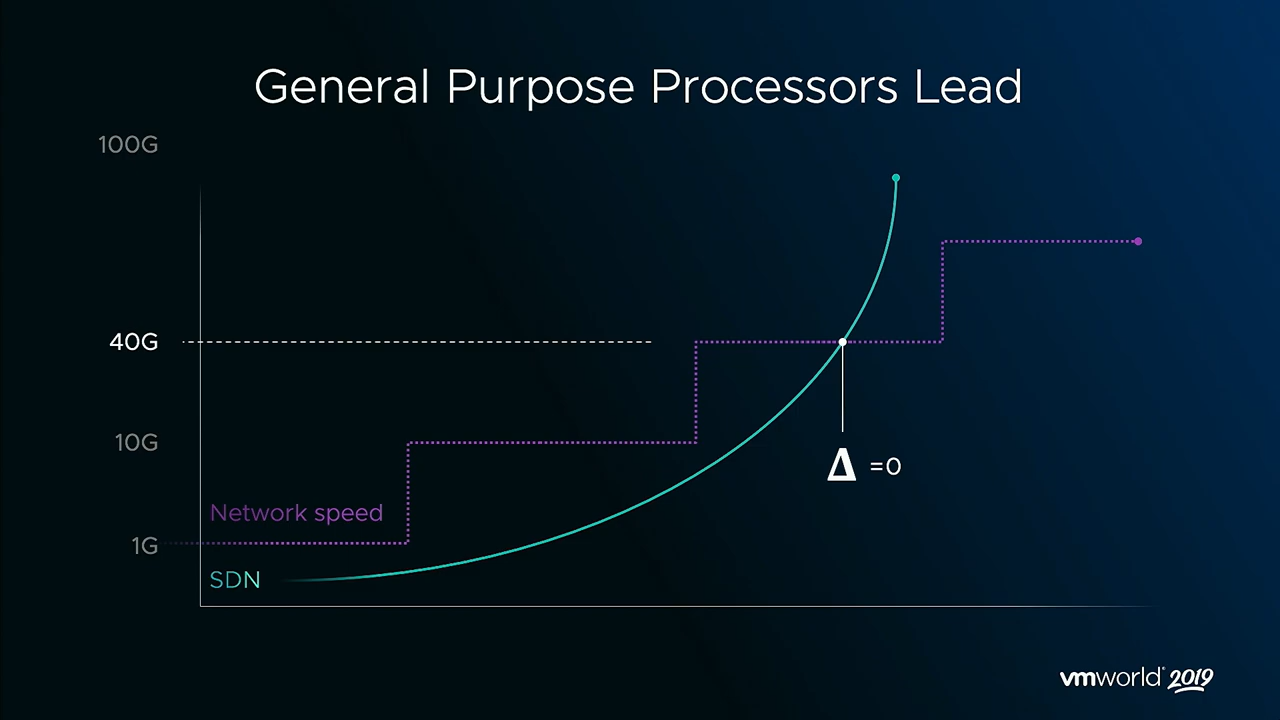 General Purpose Processors Lead
100G
40G
10G
Δ =0
Network speed
1G
SDN
vmworld® 2019